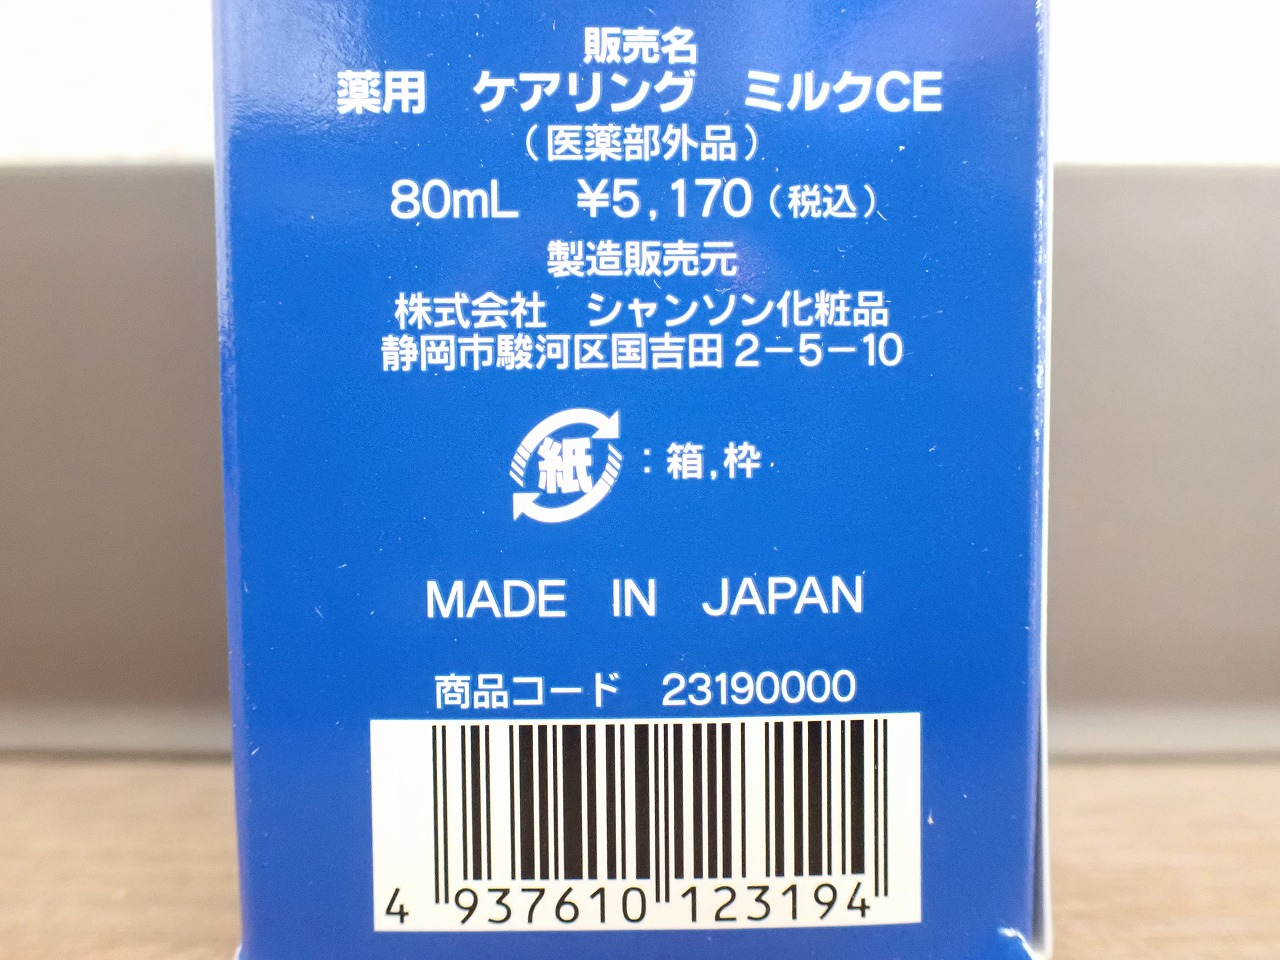 販売名
薬用　ケアリング　ミルクCE
（医薬部外品）
80mL　¥5,170（税込）
製造販売元
株式会社　シャンソン化粧品
静岡市駿河区国吉田2－5－10
紙：箱,枠
MADE IN JAPAN
商品コード　23190000
4 937610 123194